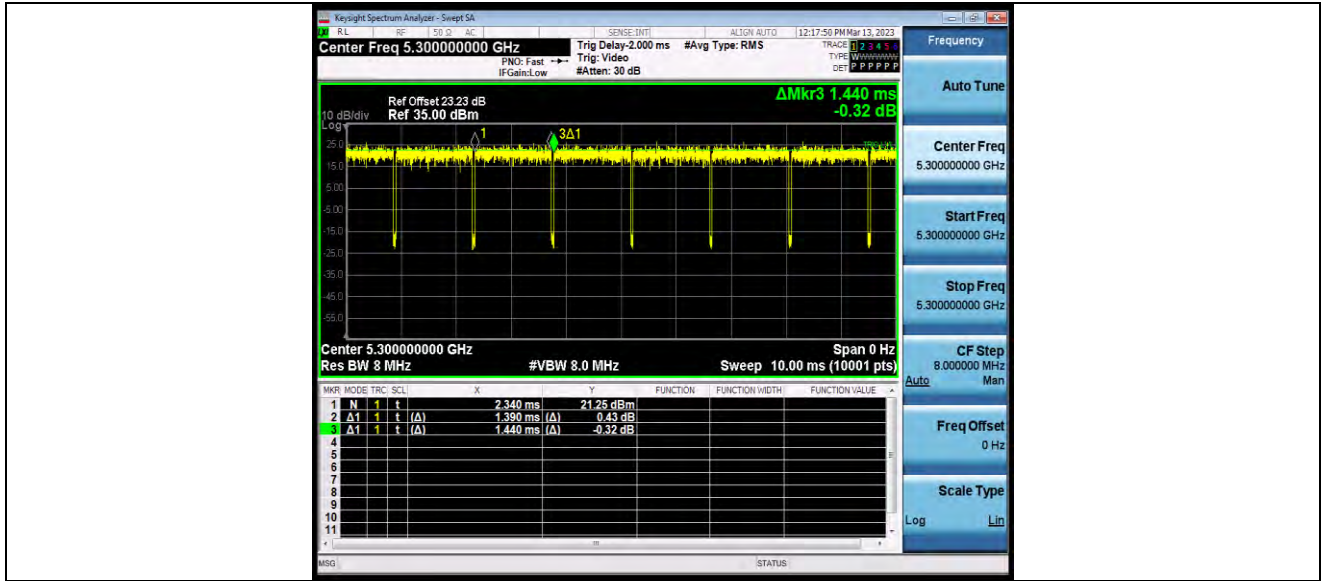 Keysight Spectrum Analyzer - Swept SA
RL RF 50 Ω AC SENSE:INT ALIGN AUTO 12:17:50 PM Mar 13, 2023
Center Freq 5.300000000 GHz
PNO: Fast
IFGain:Low
Trig Delay-2.000 ms
Trig: Video
#Atten: 30 dB
#Avg Type: RMS
TRACE 1 2 3 4 5 6
TYPE WWWWWW
DET P P P P P P
ΔMkr3 1.440 ms
-0.32 dB
Ref Offset 23.23 dB
10 dB/div Ref 35.00 dBm
Log
1
3Δ1
25.0
15.0
5.00
-5.00
-15.0
-25.0
-35.0
-45.0
-55.0
Center 5.300000000 GHz Span 0 Hz
Res BW 8 MHz #VBW 8.0 MHz Sweep 10.00 ms (10001 pts)
MKR MODE TRC SCL X Y FUNCTION FUNCTION WIDTH FUNCTION VALUE
1 N 1 t 2.340 ms 21.25 dBm
2 Δ1 1 t (Δ) 1.390 ms (Δ) 0.43 dB
3 Δ1 1 t (Δ) 1.440 ms (Δ) -0.32 dB
4
5
6
7
8
9
10
11
MSG STATUS
Frequency
Auto Tune
Center Freq
5.300000000 GHz
Start Freq
5.300000000 GHz
Stop Freq
5.300000000 GHz
CF Step
8.000000 MHz
Auto Man
Freq Offset
0 Hz
Scale Type
Log Lin